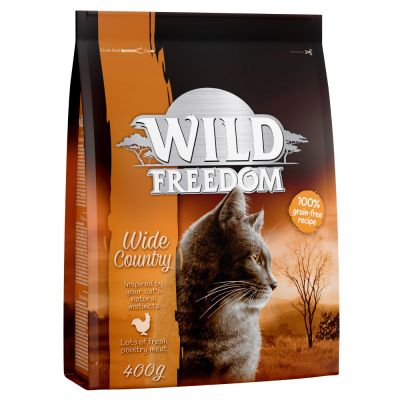 WILD
FREEDOM
100%
grain-free
recipe
Wide
Country
Inspired by
your cat's
natural
instincts
Lots of fresh
poultry meat
400g